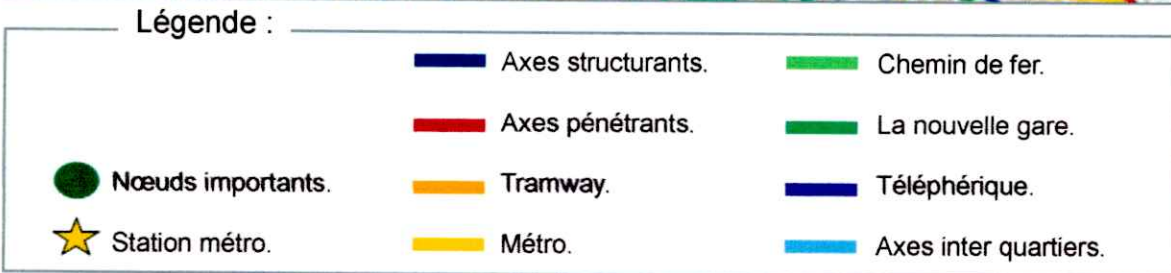 Légende :
Axes structurants.
Chemin de fer.
Axes pénétrants.
La nouvelle gare.
Nœuds importants.
Tramway.
Téléphérique.
Station métro.
Métro.
Axes inter quartiers.